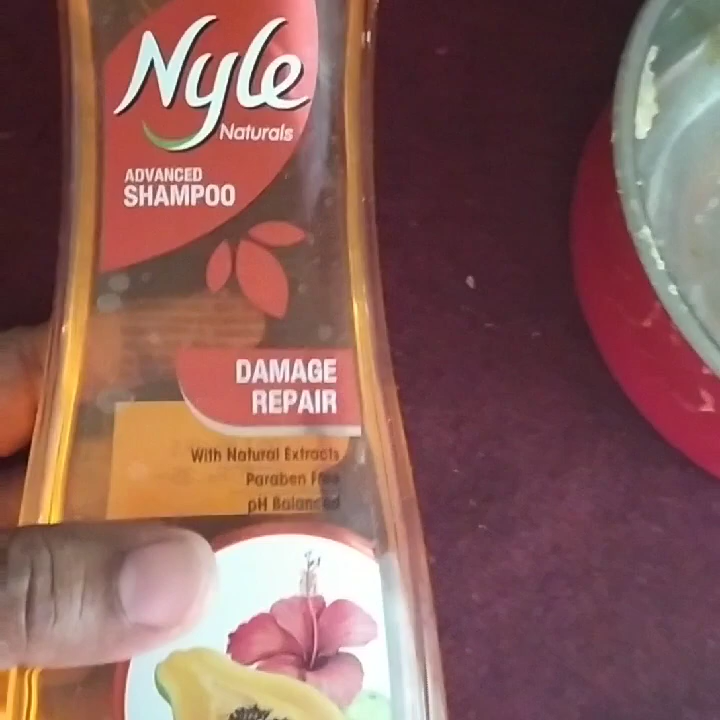 Nyle
Naturals
ADVANCED
SHAMPOO
DAMAGE
REPAIR
With Natural Extracts
Paraben Free
pH Balanced